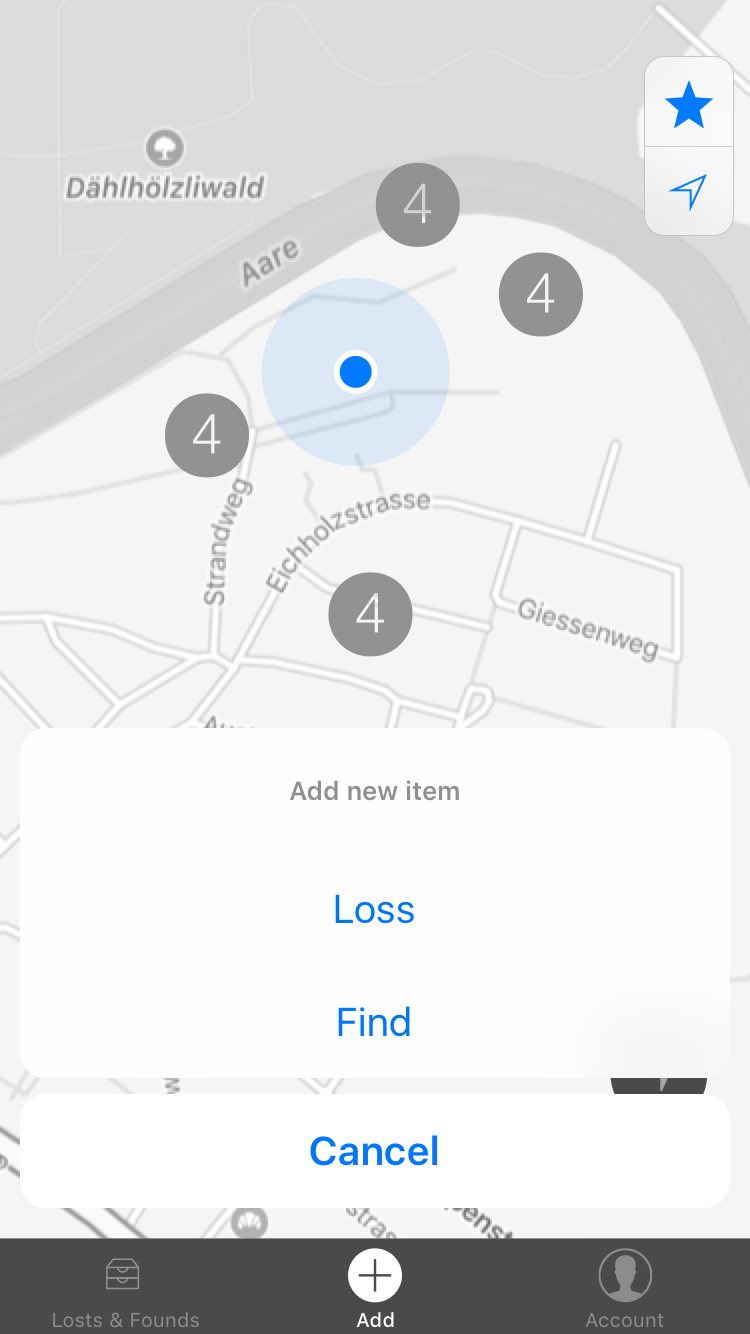 Dählhölzliwald
4
Aare
4
4
Strandweg
Eichholzstrasse
4
Giessenweg
Add new item
Loss
Find
Cancel
Losts & Founds
Add
Account